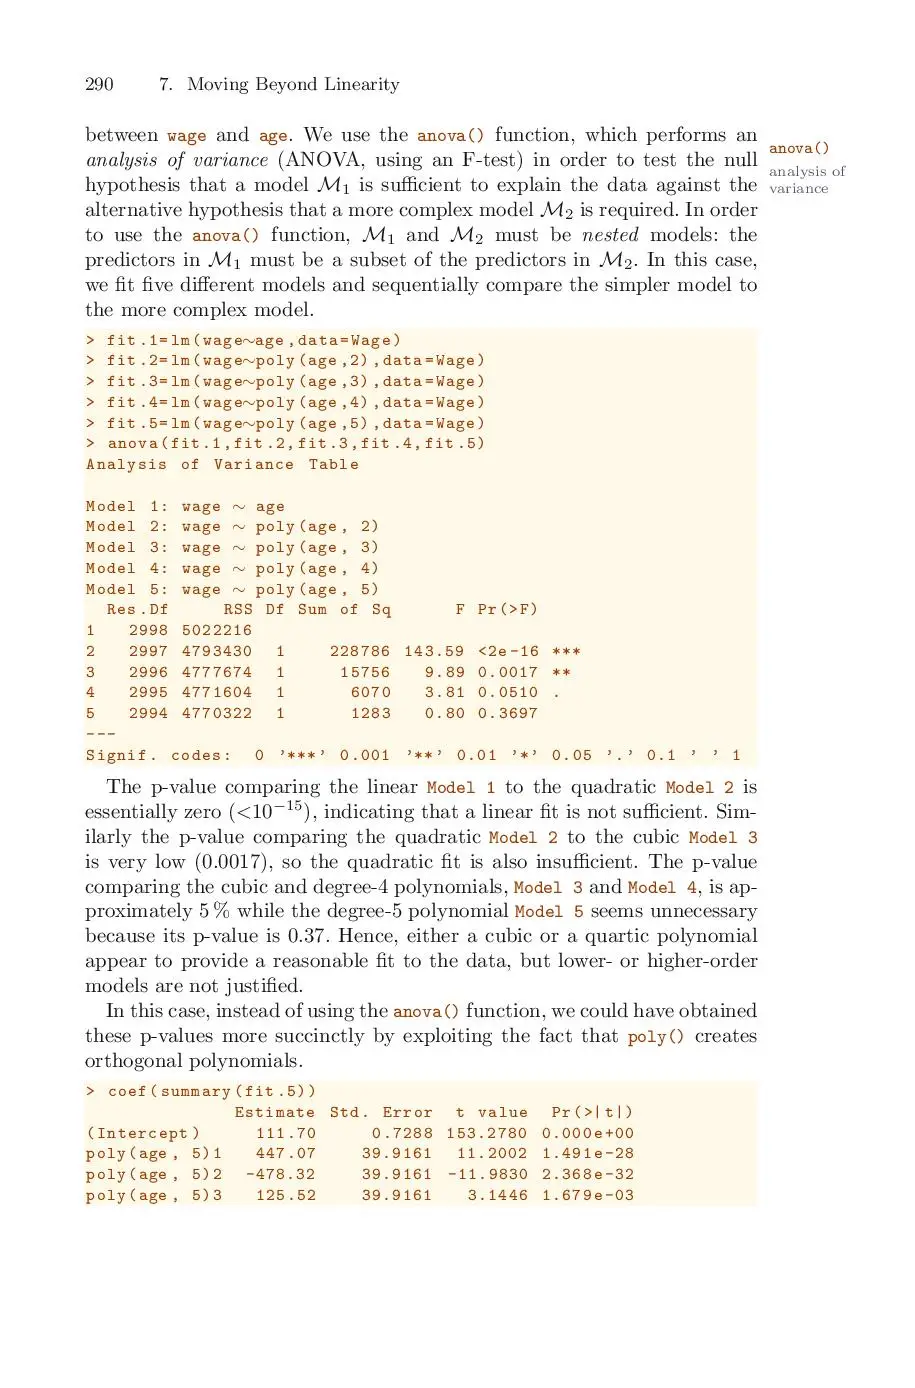 290 7. Moving Beyond Linearity
between wage and age. We use the anova() function, which performs an
analysis of variance (ANOVA, using an F-test) in order to test the null
hypothesis that a model M1 is sufficient to explain the data against the
alternative hypothesis that a more complex model M2 is required. In order
to use the anova() function, M1 and M2 must be nested models: the
predictors in M1 must be a subset of the predictors in M2. In this case,
we fit five different models and sequentially compare the simpler model to
the more complex model.
anova()
analysis of
variance
> fit.1=lm(wage∼age,data=Wage)
> fit.2=lm(wage∼poly(age,2),data=Wage)
> fit.3=lm(wage∼poly(age,3),data=Wage)
> fit.4=lm(wage∼poly(age,4),data=Wage)
> fit.5=lm(wage∼poly(age,5),data=Wage)
> anova(fit.1,fit.2,fit.3,fit.4,fit.5)
Analysis of Variance Table
Model 1: wage ∼ age
Model 2: wage ∼ poly(age, 2)
Model 3: wage ∼ poly(age, 3)
Model 4: wage ∼ poly(age, 4)
Model 5: wage ∼ poly(age, 5)
Res.Df RSS Df Sum of Sq F Pr(>F)
1 2998 5022216
2 2997 4793430 1 228786 143.59 <2e-16 ***
3 2996 4777674 1 15756 9.89 0.0017 **
4 2995 4771604 1 6070 3.81 0.0510 .
5 2994 4770322 1 1283 0.80 0.3697
---
Signif. codes: 0 ’***’ 0.001 ’**’ 0.01 ’*’ 0.05 ’.’ 0.1 ’ ’ 1
The p-value comparing the linear Model 1 to the quadratic Model 2 is
essentially zero (<10−15), indicating that a linear fit is not sufficient. Sim-
ilarly the p-value comparing the quadratic Model 2 to the cubic Model 3
is very low (0.0017), so the quadratic fit is also insufficient. The p-value
comparing the cubic and degree-4 polynomials, Model 3 and Model 4, is ap-
proximately 5 % while the degree-5 polynomial Model 5 seems unnecessary
because its p-value is 0.37. Hence, either a cubic or a quartic polynomial
appear to provide a reasonable fit to the data, but lower- or higher-order
models are not justified.
In this case, instead of using the anova() function, we could have obtained
these p-values more succinctly by exploiting the fact that poly() creates
orthogonal polynomials.
> coef(summary(fit.5))
Estimate Std. Error t value Pr(>|t|)
(Intercept) 111.70 0.7288 153.2780 0.000e+00
poly(age, 5)1 447.07 39.9161 11.2002 1.491e-28
poly(age, 5)2 -478.32 39.9161 -11.9830 2.368e-32
poly(age, 5)3 125.52 39.9161 3.1446 1.679e-03